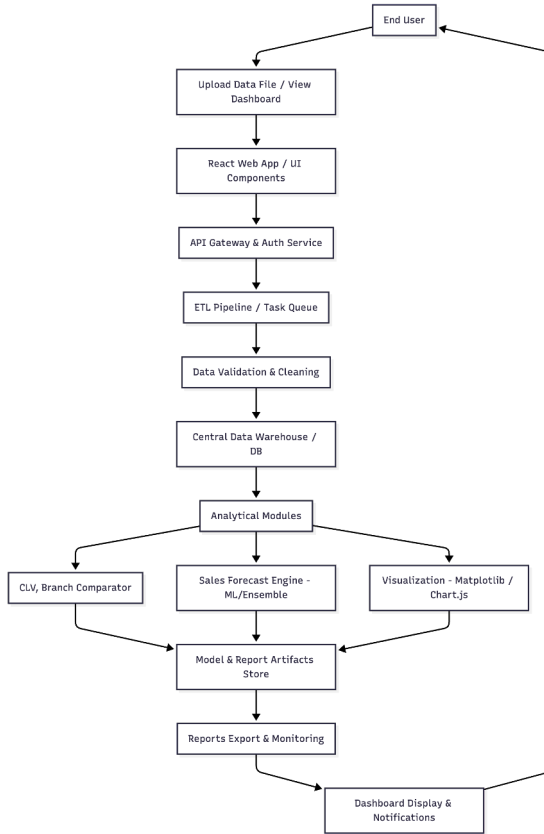 End User
Upload Data File / View
Dashboard
React Web App / UI
Components
API Gateway & Auth Service
ETL Pipeline / Task Queue
Data Validation & Cleaning
Central Data Warehouse /
DB
Analytical Modules
CLV, Branch Comparator
Sales Forecast Engine -
ML/Ensemble
Visualization - Matplotlib /
Chart.js
Model & Report Artifacts
Store
Reports Export & Monitoring
Dashboard Display &
Notifications